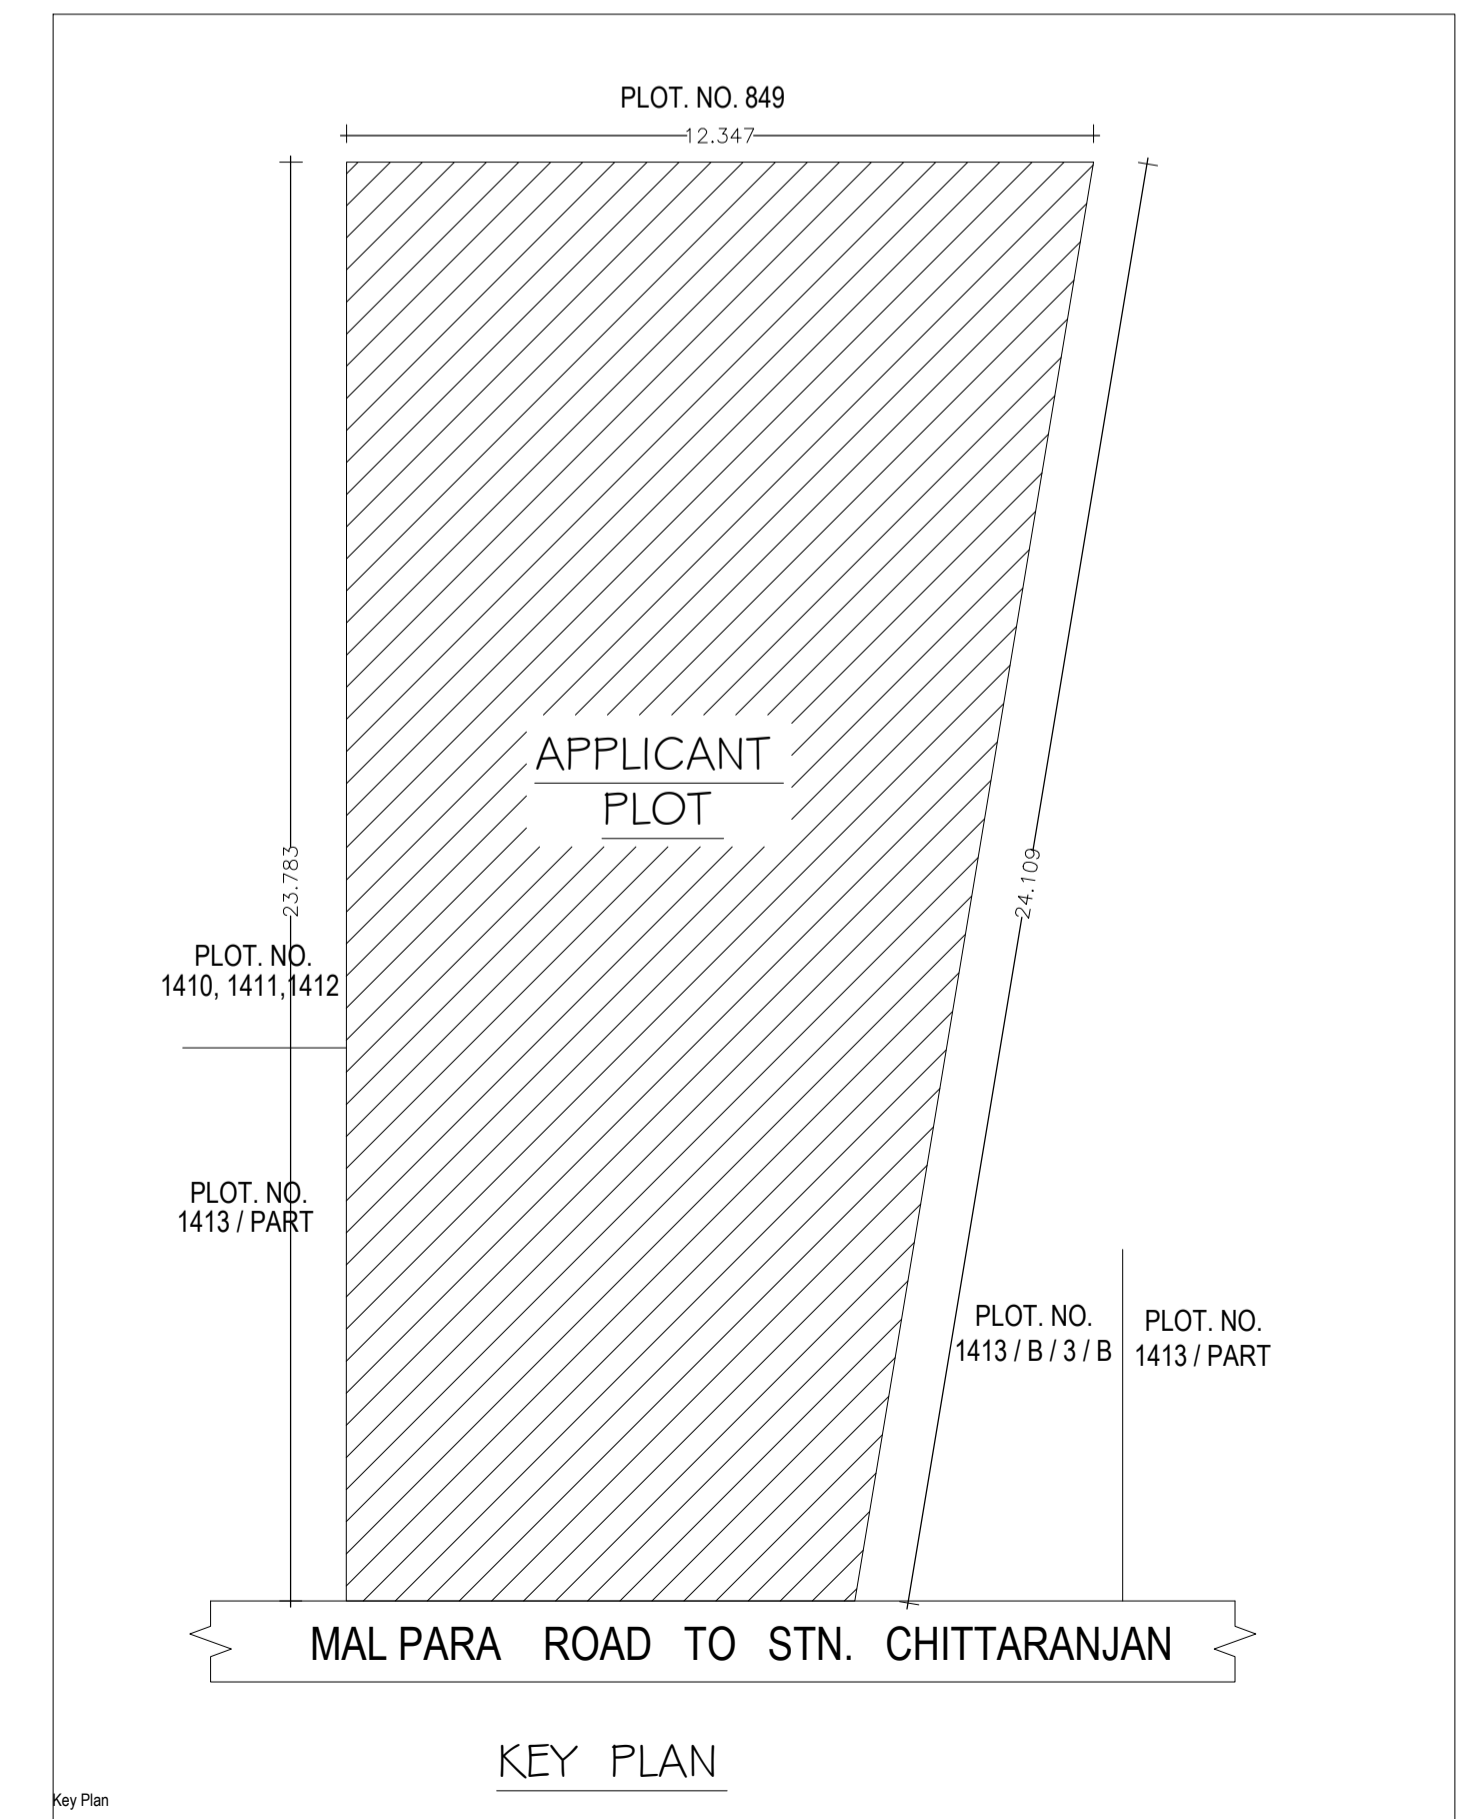 PLOT. NO. 849
12.347
APPLICANT
PLOT
23.783
24.109
PLOT. NO.
1410, 1411,1412
PLOT. NO.
1413 / PART
PLOT. NO.
1413 / B / 3 / B
PLOT. NO.
1413 / PART
MAL PARA ROAD TO STN. CHITTARANJAN
KEY PLAN
Key Plan